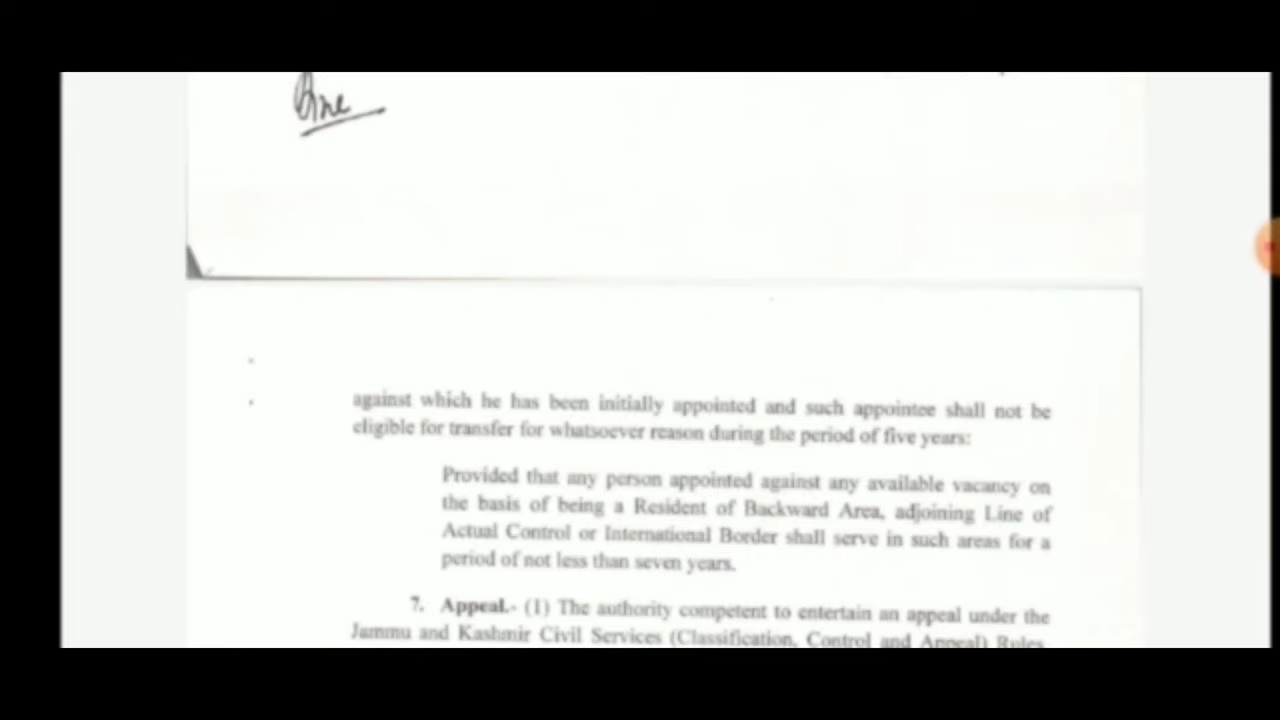 against which he has been initially appointed and such appointee shall not be
eligible for transfer for whatsoever reason during the period of five years:
Provided that any person appointed against any available vacancy on
the basis of being a Resident of Backward Area, adjoining Line of
Actual Control or International Border shall serve in such areas for a
period of not less than seven years.
7. Appeal.- (1) The authority competent to entertain an appeal under the
Jammu and Kashmir Civil Services (Classification, Control and Appeal) Rules,